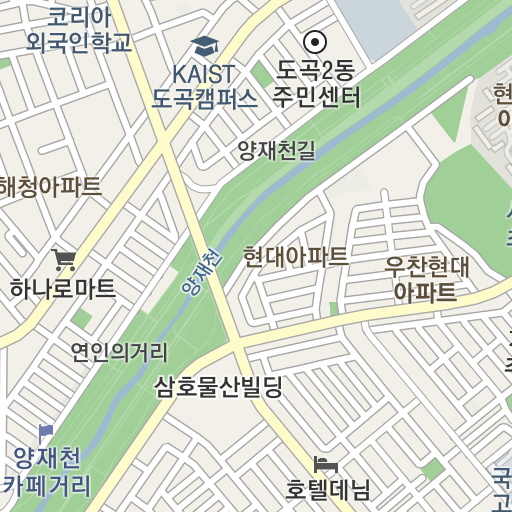 코리아
외국인학교
KAIST
도곡캠퍼스
도곡2동
주민센터
현
양재천길
해청아파트
양재천
현대아파트
우찬현대
아파트
하나로마트
연인의거리
삼호물산빌딩
양재천
카페거리
호텔데님
국